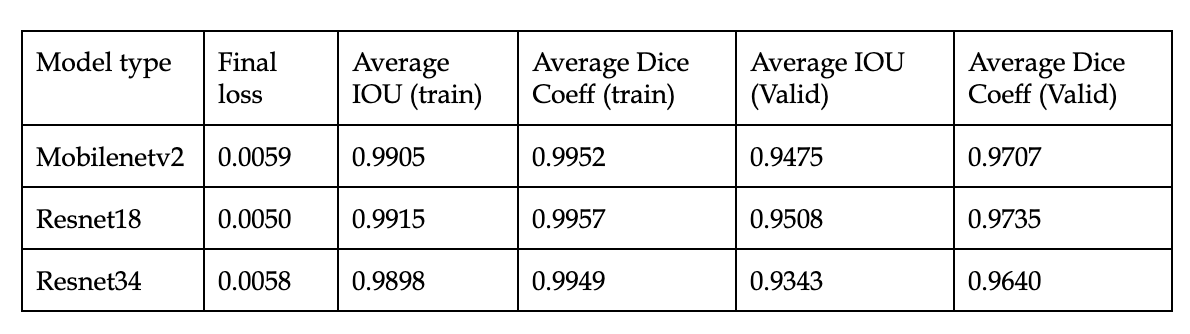 Model type Final loss Average IOU (train) Average Dice Coeff (train) Average IOU (Valid) Average Dice Coeff (Valid)
Mobilenetv2 0.0059 0.9905 0.9952 0.9475 0.9707
Resnet18 0.0050 0.9915 0.9957 0.9508 0.9735
Resnet34 0.0058 0.9898 0.9949 0.9343 0.9640